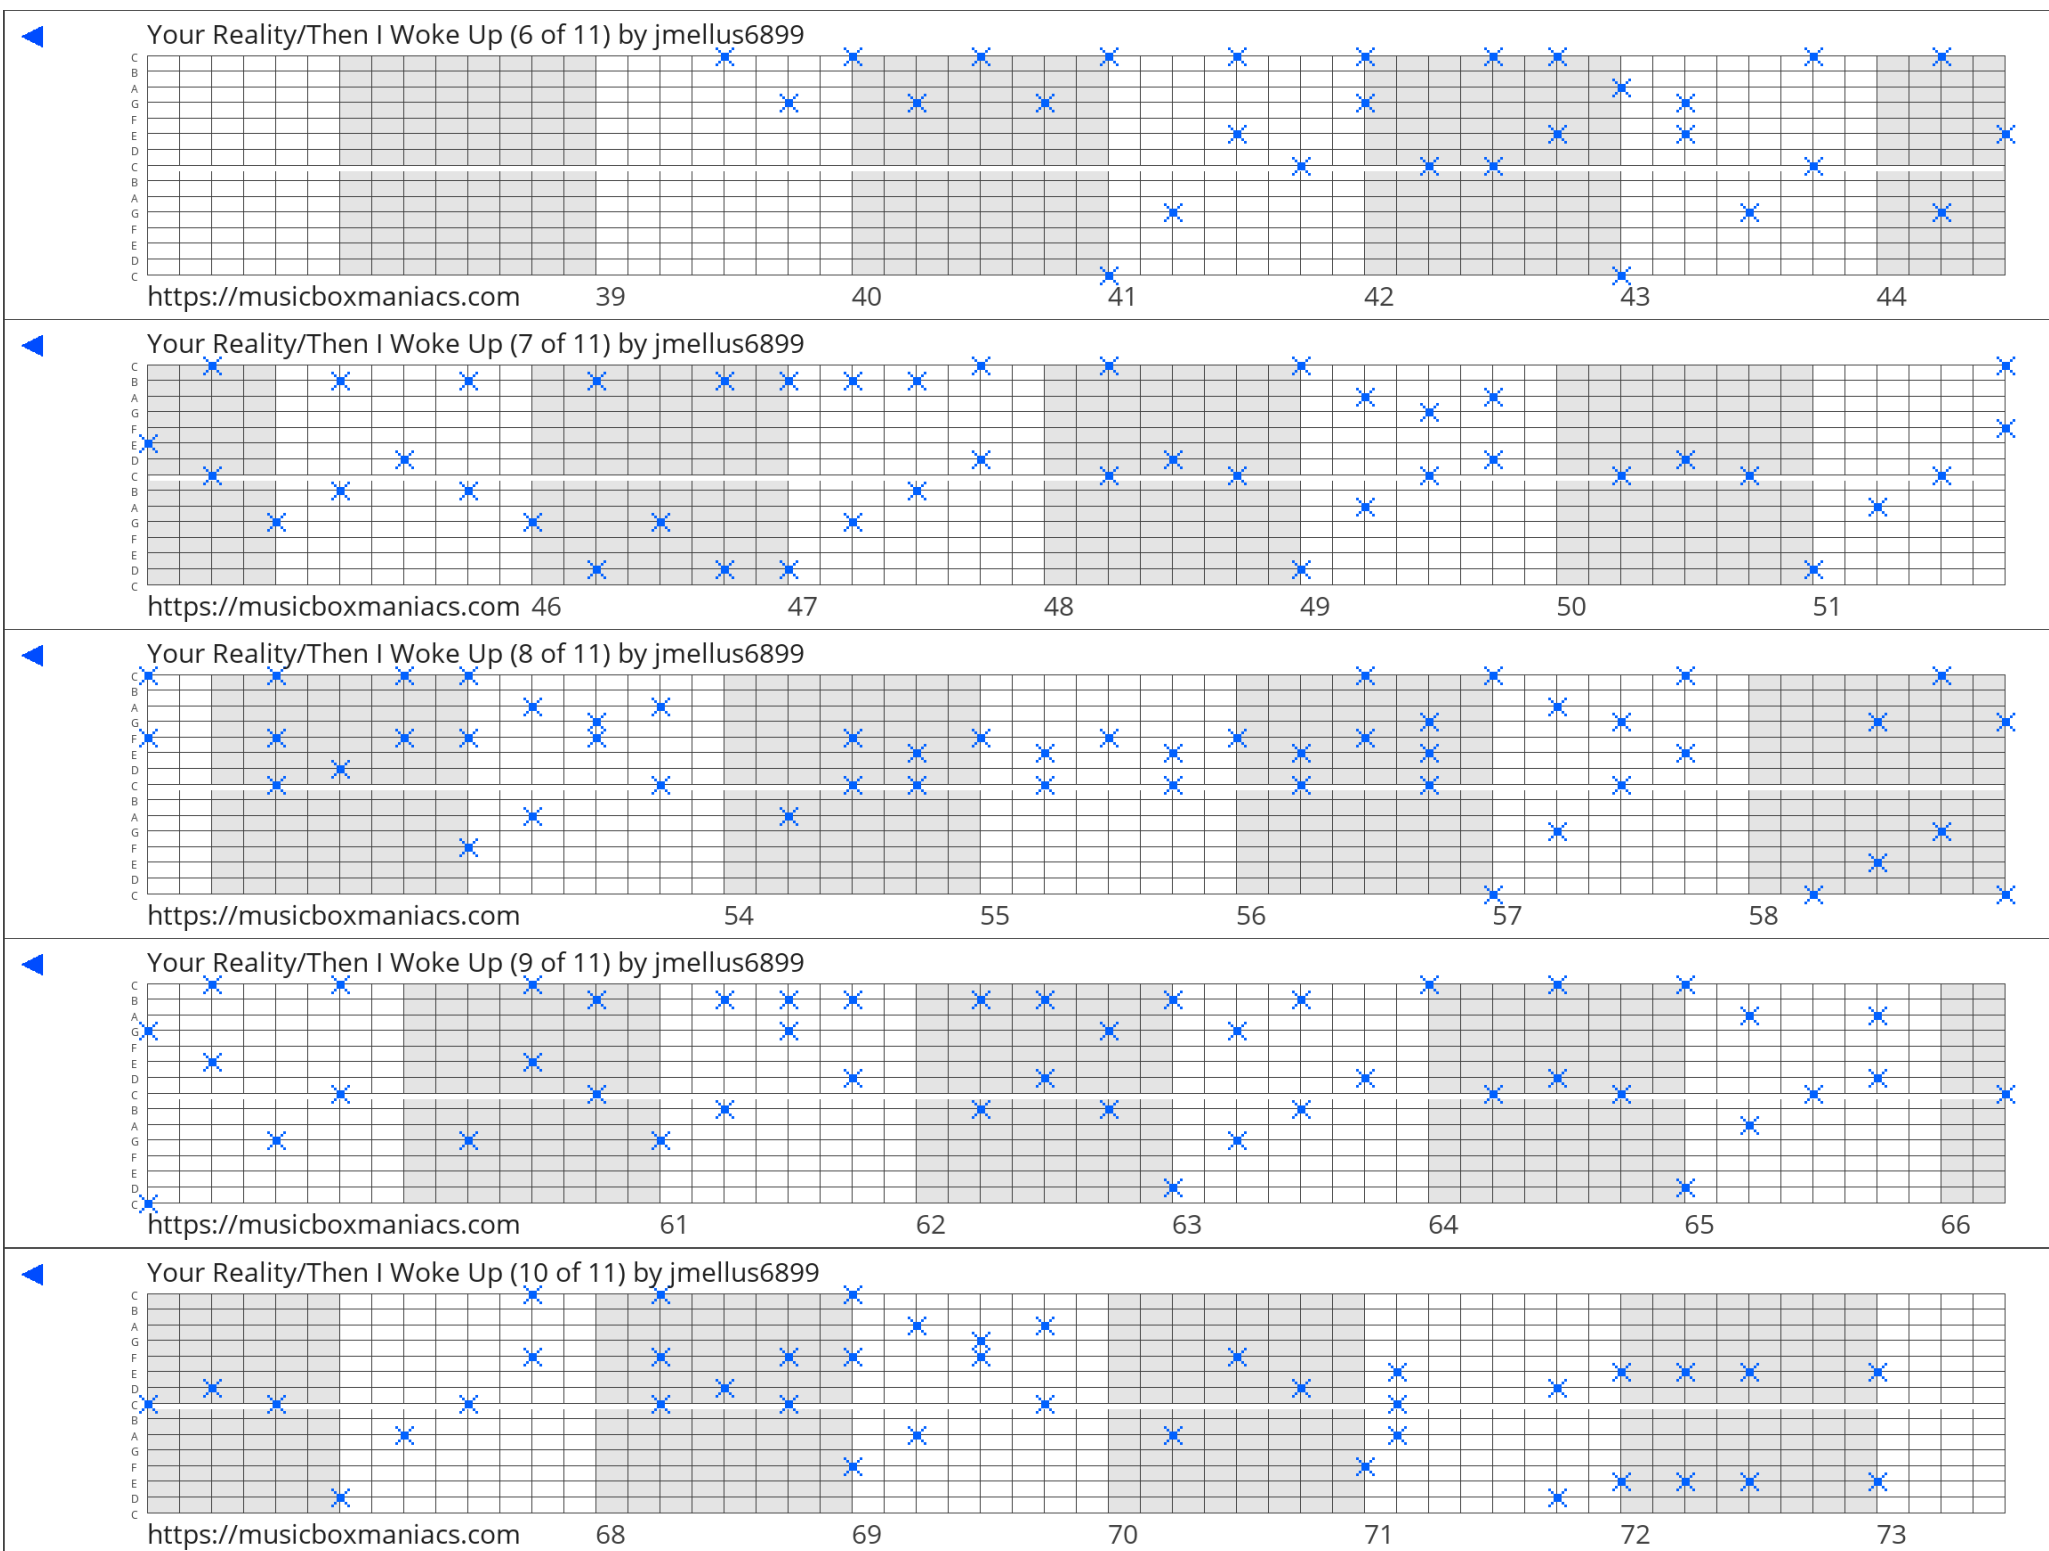 Your Reality/Then I Woke Up (6 of 11) by jmellus6899
C
B
A
G
F
E
D
C
B
A
G
F
E
D
C
https://musicboxmaniacs.com 39 40 41 42 43 44
Your Reality/Then I Woke Up (7 of 11) by jmellus6899
C
B
A
G
F
E
D
C
B
A
G
F
E
D
C
https://musicboxmaniacs.com 46 47 48 49 50 51
Your Reality/Then I Woke Up (8 of 11) by jmellus6899
C
B
A
G
F
E
D
C
B
A
G
F
E
D
C
https://musicboxmaniacs.com 54 55 56 57 58
Your Reality/Then I Woke Up (9 of 11) by jmellus6899
C
B
A
G
F
E
D
C
B
A
G
F
E
D
C
https://musicboxmaniacs.com 61 62 63 64 65 66
Your Reality/Then I Woke Up (10 of 11) by jmellus6899
C
B
A
G
F
E
D
C
B
A
G
F
E
D
C
https://musicboxmaniacs.com 68 69 70 71 72 73